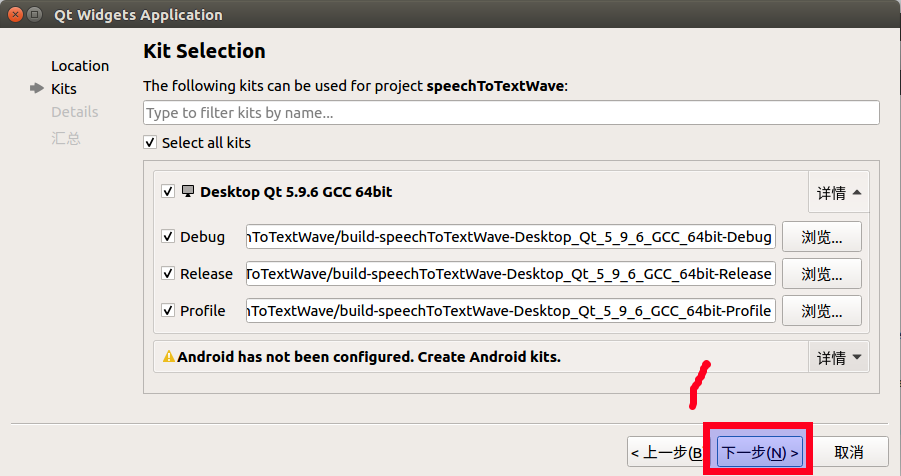 Qt Widgets Application
Location
Kits
Details
汇总
Kit Selection
The following kits can be used for project speechToTextWave:
Type to filter kits by name...
Select all kits
Desktop Qt 5.9.6 GCC 64bit
详情
Debug
ToTextWave/build-speechToTextWave-Desktop_Qt_5_9_6_GCC_64bit-Debug
浏览...
Release
ToTextWave/build-speechToTextWave-Desktop_Qt_5_9_6_GCC_64bit-Release
浏览...
Profile
ToTextWave/build-speechToTextWave-Desktop_Qt_5_9_6_GCC_64bit-Profile
浏览...
Android has not been configured. Create Android kits.
详情
< 上一步(B
下一步(N) >
取消